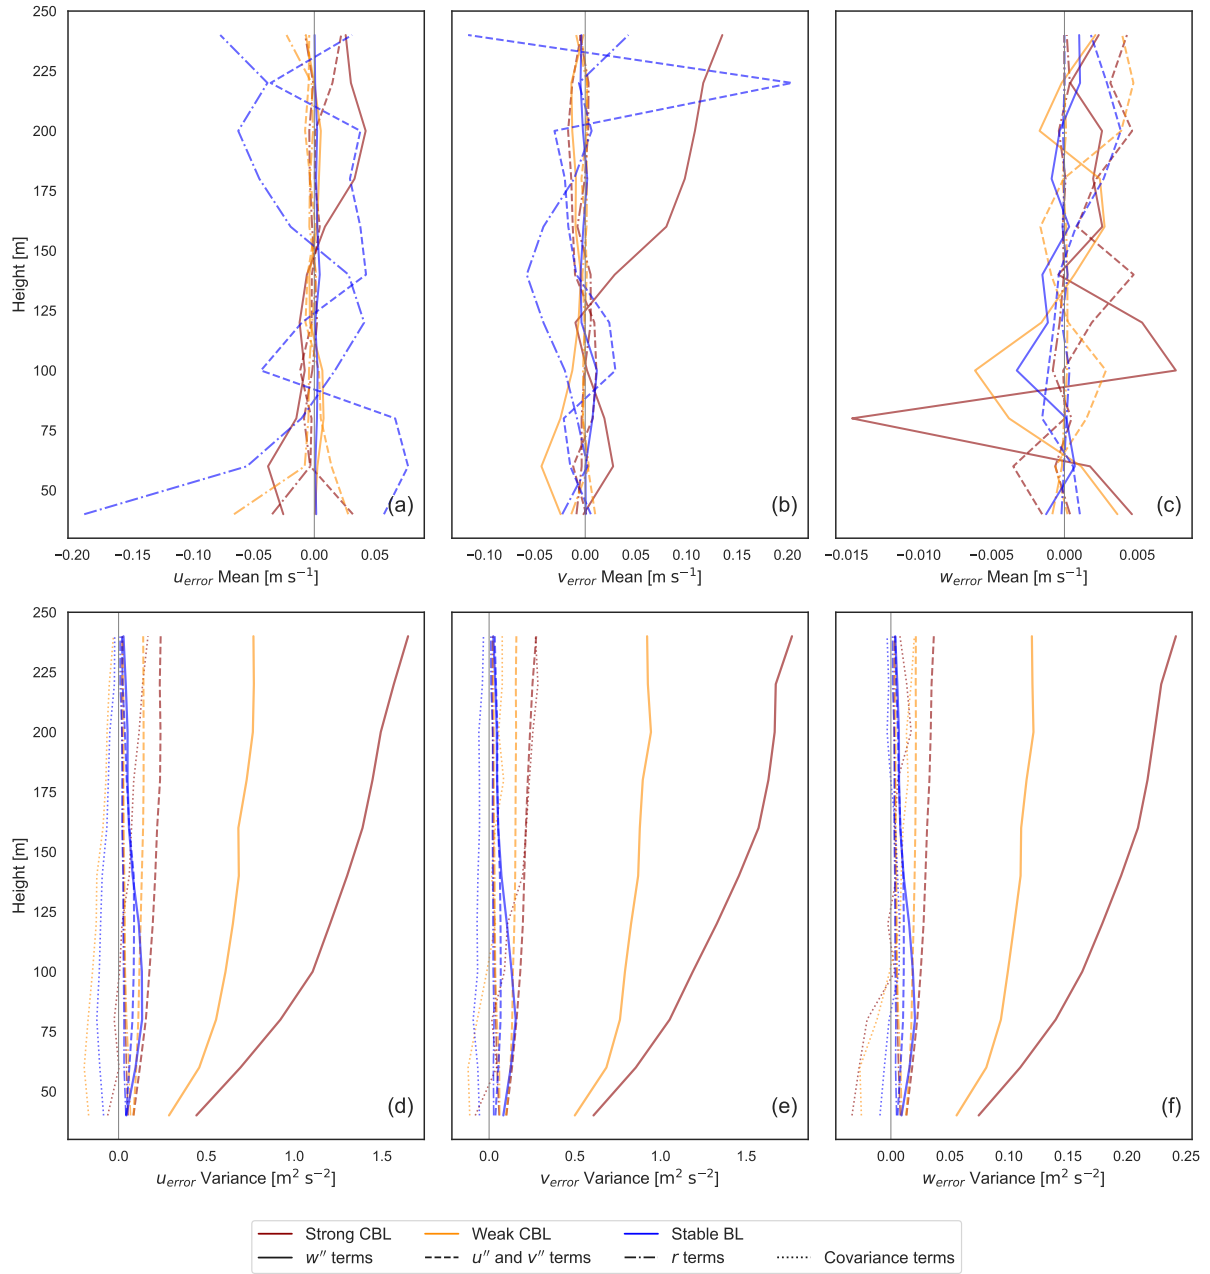 250
225
200
175
150
125
100
75
50
Height [m]
(a)
(b)
(c)
−0.20 −0.15 −0.10 −0.05 0.00 0.05
−0.10 −0.05 0.00 0.05 0.10 0.15 0.20
−0.015 −0.010 −0.005 0.000 0.005
u_error Mean [m s⁻¹]
v_error Mean [m s⁻¹]
w_error Mean [m s⁻¹]
250
225
200
175
150
125
100
75
50
Height [m]
(d)
(e)
(f)
0.0 0.5 1.0 1.5
0.0 0.5 1.0 1.5
0.00 0.05 0.10 0.15 0.20 0.25
u_error Variance [m² s⁻²]
v_error Variance [m² s⁻²]
w_error Variance [m² s⁻²]
Strong CBL Weak CBL Stable BL
w′′ terms u′′ and v′′ terms r terms Covariance terms